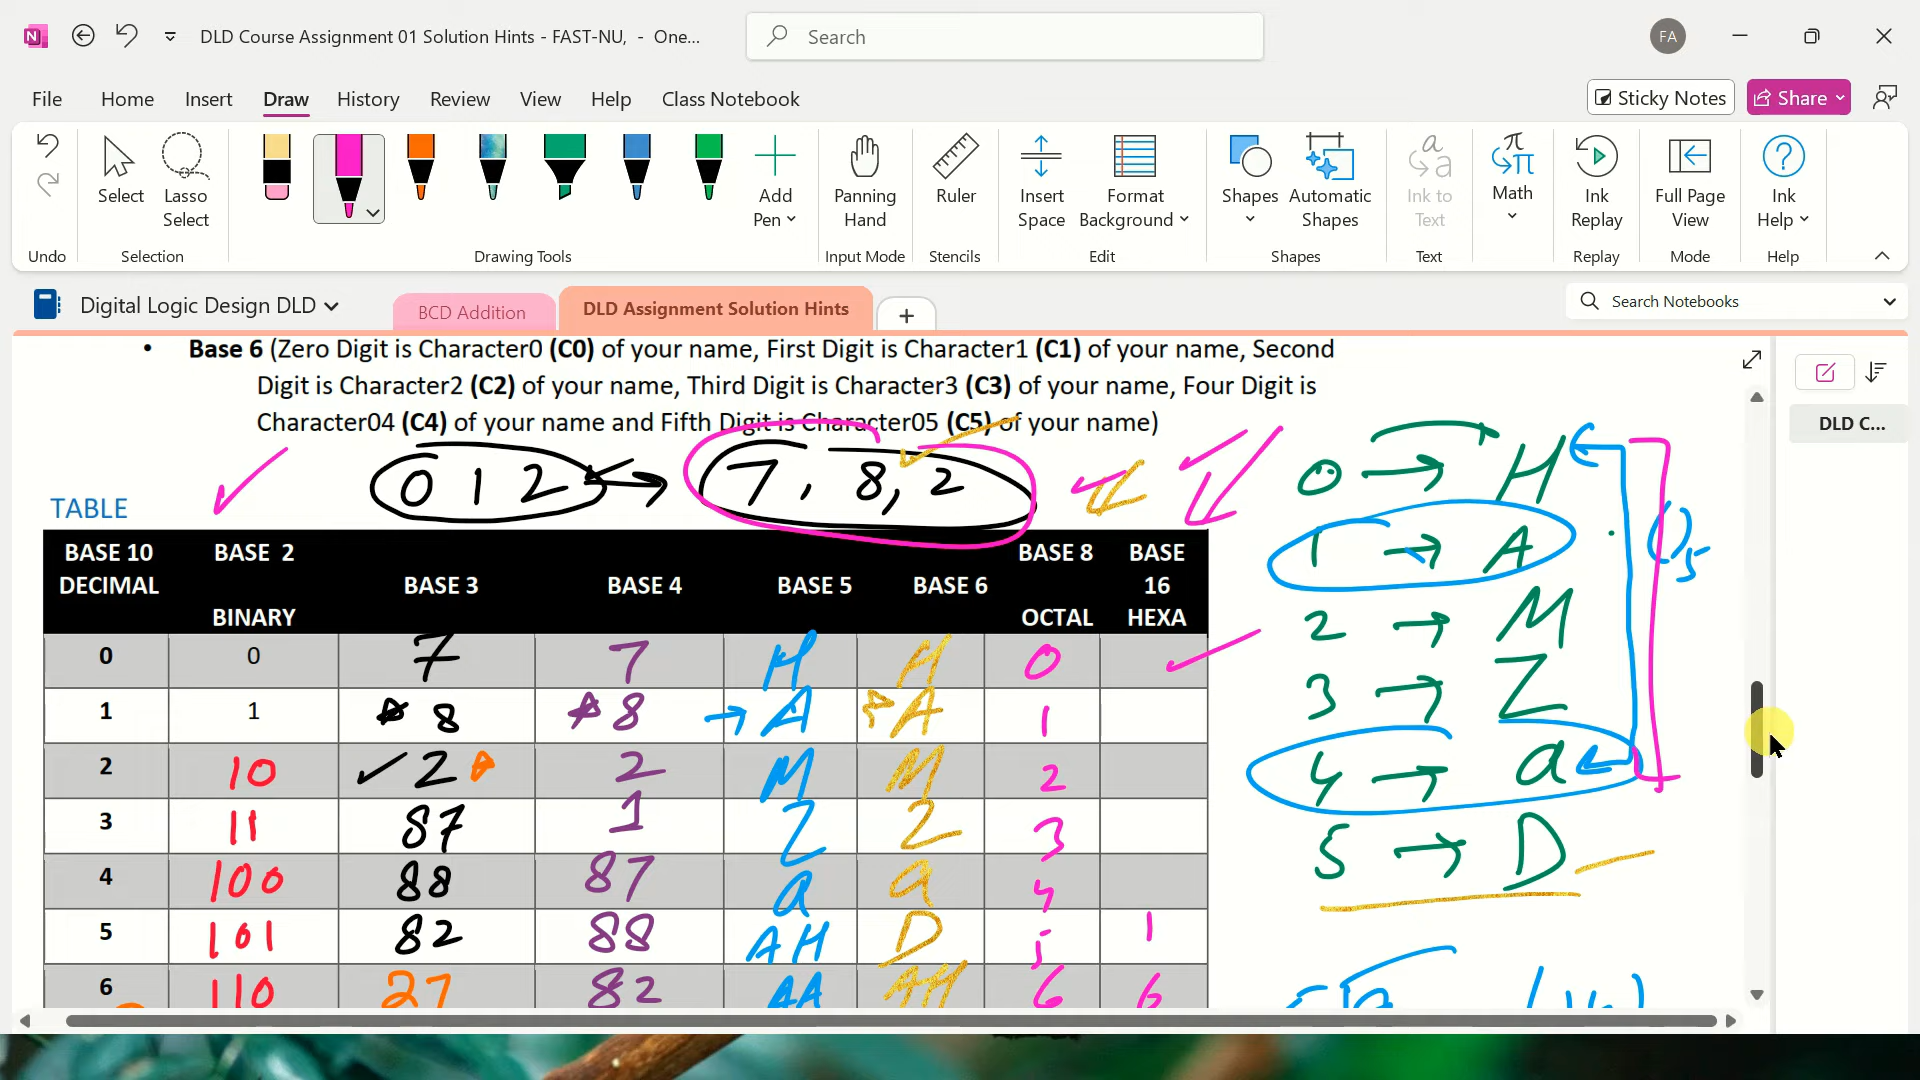 DLD Course Assignment 01 Solution Hints - FAST-NU, - One...
Search
FA
File Home Insert Draw History Review View Help Class Notebook
Sticky Notes Share
Select Lasso Select
Add Pen
Panning Hand
Ruler
Insert Space
Format Background
Shapes
Automatic Shapes
Ink to Text
Math
Ink Replay
Full Page View
Ink Help
Undo Selection Drawing Tools Input Mode Stencils Edit Shapes Text Replay Mode Help
Digital Logic Design DLD
BCD Addition
DLD Assignment Solution Hints
+
Search Notebooks
DLD C...
• Base 6 (Zero Digit is Character0 (C0) of your name, First Digit is Character1 (C1) of your name, Second
Digit is Character2 (C2) of your name, Third Digit is Character3 (C3) of your name, Four Digit is
Character04 (C4) of your name and Fifth Digit is Character05 (C5) of your name)
0 1 2 → 7, 8, 2
TABLE
BASE 10 DECIMAL BASE 2 BINARY BASE 3 BASE 4 BASE 5 BASE 6 BASE 8 OCTAL BASE 16 HEXA
0 0 7 7 H H 0
1 1 8 8 → A A 1
2 10 2 2 M M 2
3 11 87 1 Z Z 3
4 100 88 87 a a 4
5 101 82 88 AH D 5 1
6 110 27 82 AA AH 6 6
0 → H
1 → A
2 → M
3 → Z
4 → a
5 → D
( )5